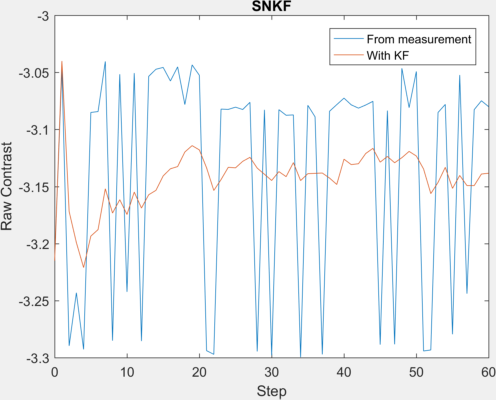 SNKF
From measurement
With KF
-3
-3.05
-3.1
-3.15
-3.2
-3.25
-3.3
Raw Contrast
0 10 20 30 40 50 60
Step